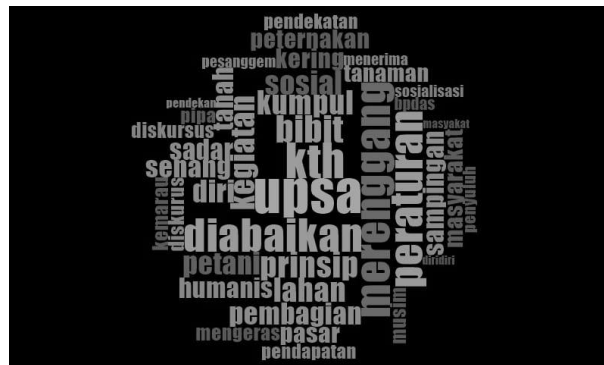 pendekatan
peternakan
pesanggem
kering
menerima
sosial
tanaman
tanah
kumpul
sosialisasi
bpdas
pendekan
pipa
kegiatan
bibit
merenggang
peraturan
masyakat
diskursus
sadar
kth
sampingan
masyarakat
penyuluh
senang
diri
upsa
kemarau
diskurus
diabaikan
petani
prinsip
diridiri
humanis
lahan
musim
pembagian
mengeras
pasar
pendapatan